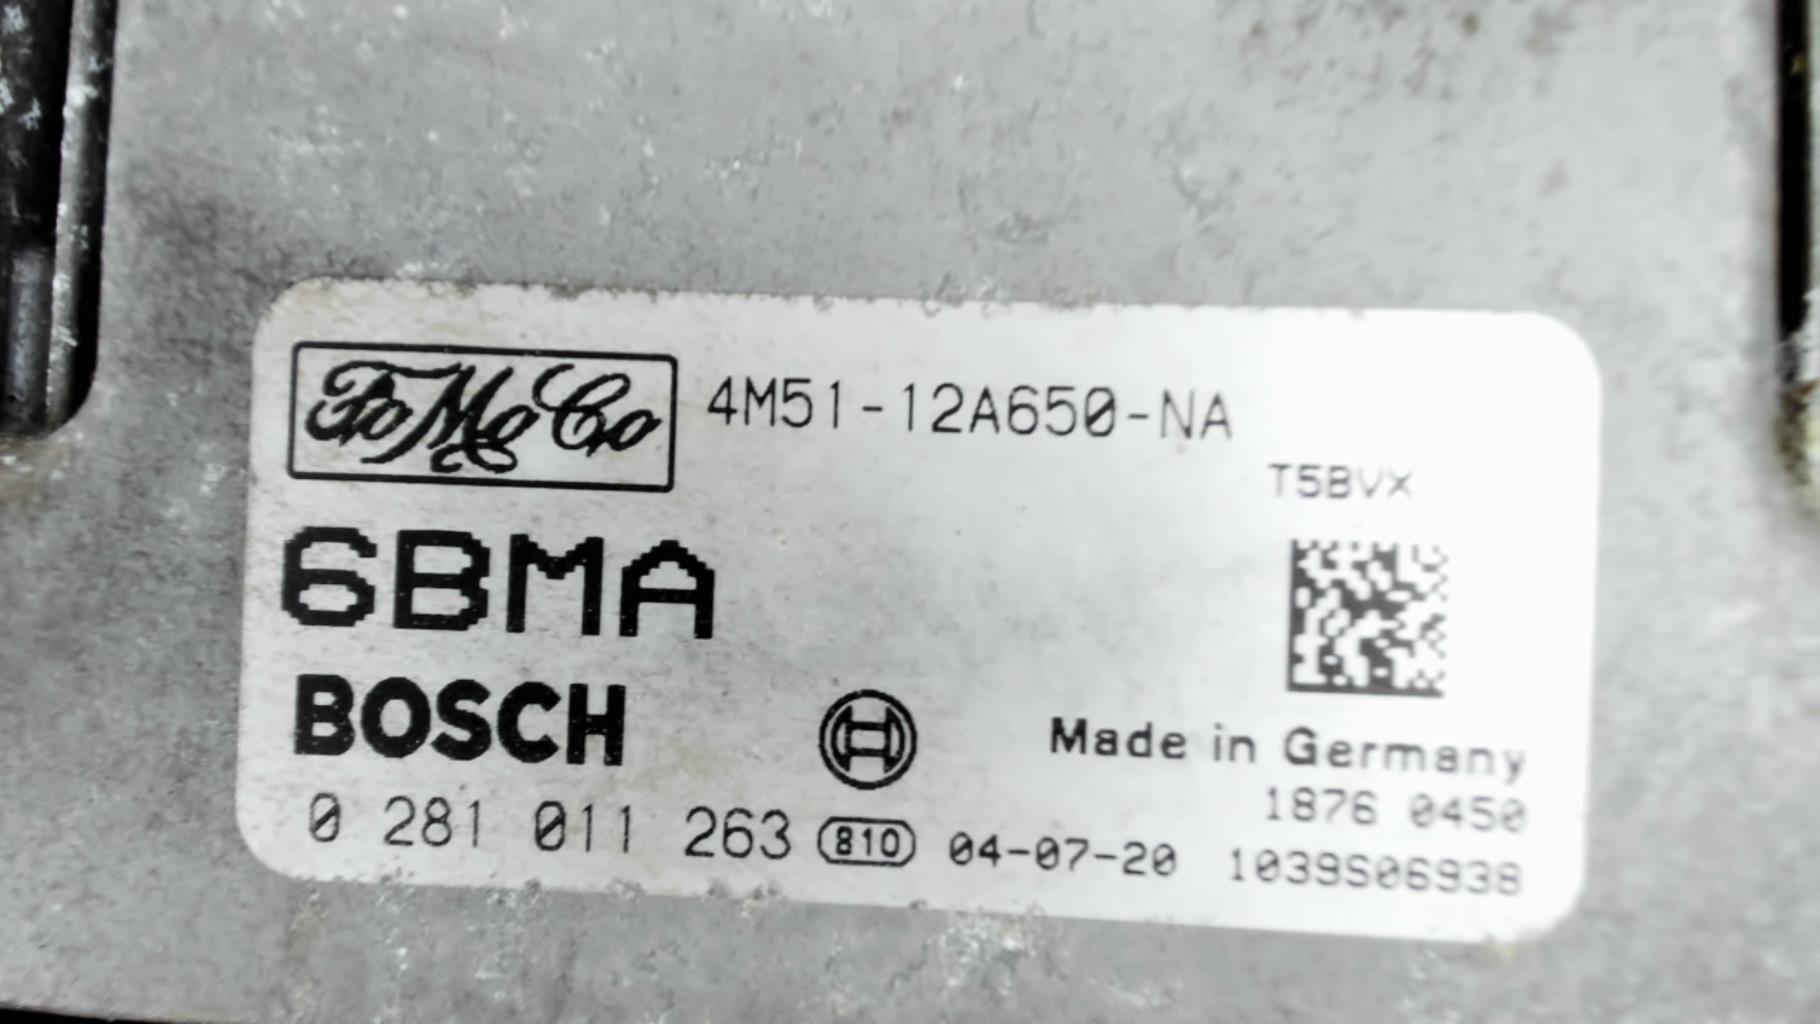 FoMoCo 4M51-12A650-NA
T5BVX
6BMA
BOSCH
Made in Germany
1876 0450
0 281 011 263 810 04-07-20 1039S06938